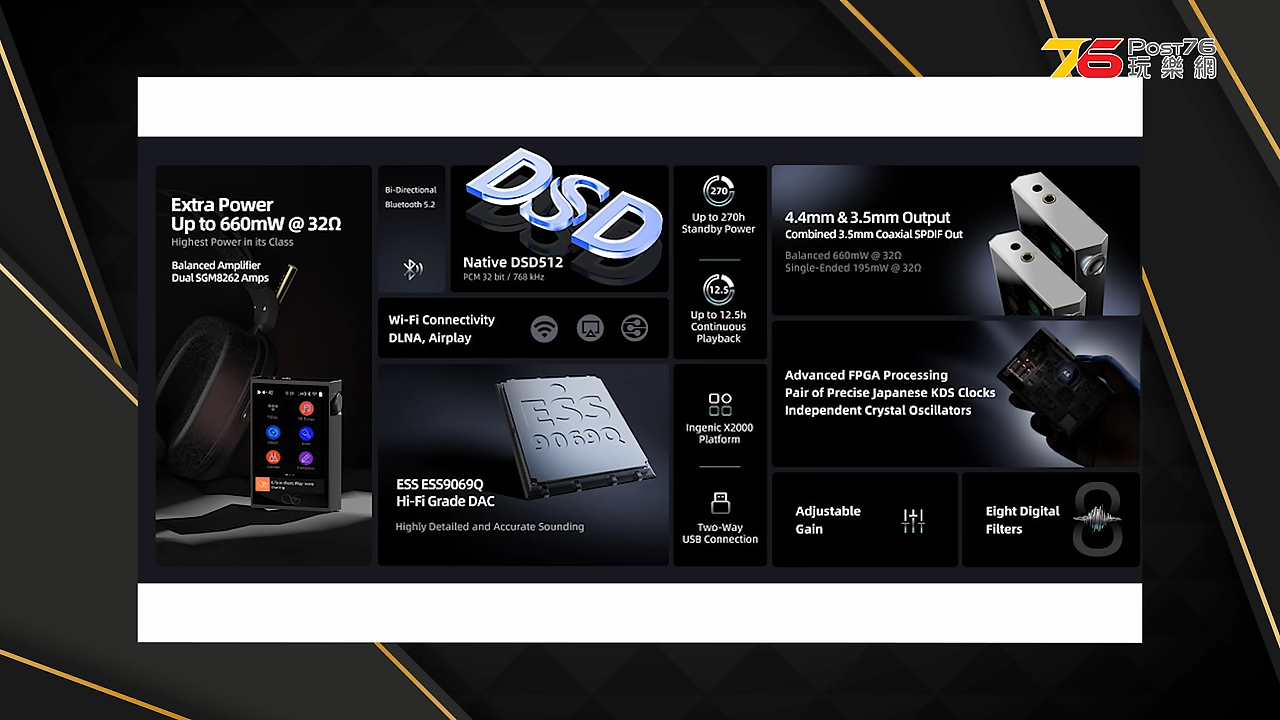 76 Post76
玩樂網
Extra Power
Up to 660mW @ 32Ω
Highest Power in its Class
Balanced Amplifier
Dual SGM8262 Amps
Bi-Directional
Bluetooth 5.2
DSD
Native DSD512
PCM 32 bit / 768 kHz
Wi-Fi Connectivity
DLNA, Airplay
ESS
9069Q
ESS ESS9069Q
Hi-Fi Grade DAC
Highly Detailed and Accurate Sounding
270
Up to 270h
Standby Power
12.5
Up to 12.5h
Continuous
Playback
Ingenic X2000
Platform
Two-Way
USB Connection
4.4mm & 3.5mm Output
Combined 3.5mm Coaxial SPDIF Out
Balanced 660mW @ 32Ω
Single-Ended 195mW @ 32Ω
Advanced FPGA Processing
Pair of Precise Japanese KDS Clocks
Independent Crystal Oscillators
Adjustable
Gain
Eight Digital
Filters
8